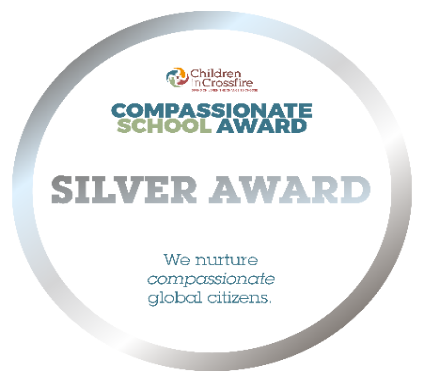 Children
in Crossfire
COMPASSIONATE
SCHOOL AWARD
SILVER AWARD
We nurture
compassionate
global citizens.